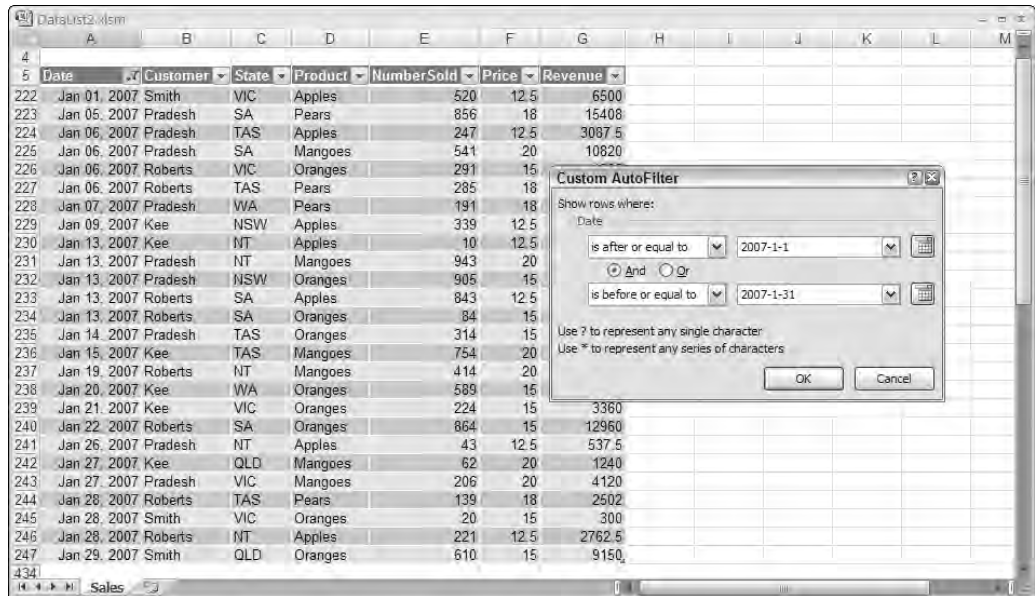 DataList2.xlsm
A B C D E F G H I J K L M
4
5 Date Customer State Product NumberSold Price Revenue
222 Jan 01, 2007 Smith VIC Apples 520 12.5 6500
223 Jan 05, 2007 Pradesh SA Pears 856 18 15408
224 Jan 06, 2007 Pradesh TAS Apples 247 12.5 3087.5
225 Jan 06, 2007 Pradesh SA Mangoes 541 20 10820
226 Jan 06, 2007 Roberts VIC Oranges 291 15
227 Jan 06, 2007 Roberts TAS Pears 285 18
228 Jan 07, 2007 Pradesh WA Pears 191 18
229 Jan 09, 2007 Kee NSW Apples 339 12.5
230 Jan 13, 2007 Kee NT Apples 10 12.5
231 Jan 13, 2007 Pradesh NT Mangoes 943 20
232 Jan 13, 2007 Pradesh NSW Oranges 905 15
233 Jan 13, 2007 Roberts SA Apples 843 12.5
234 Jan 13, 2007 Roberts SA Oranges 84 15
235 Jan 14, 2007 Pradesh TAS Oranges 314 15
236 Jan 15, 2007 Kee TAS Mangoes 754 20
237 Jan 19, 2007 Roberts NT Mangoes 414 20
238 Jan 20, 2007 Kee WA Oranges 589 15
239 Jan 21, 2007 Kee VIC Oranges 224 15 3360
240 Jan 22, 2007 Roberts SA Oranges 864 15 12960
241 Jan 26, 2007 Pradesh NT Apples 43 12.5 537.5
242 Jan 27, 2007 Kee QLD Mangoes 62 20 1240
243 Jan 27, 2007 Pradesh VIC Mangoes 206 20 4120
244 Jan 28, 2007 Roberts TAS Pears 139 18 2502
245 Jan 28, 2007 Smith VIC Oranges 20 15 300
246 Jan 28, 2007 Roberts NT Apples 221 12.5 2762.5
247 Jan 29, 2007 Smith QLD Oranges 610 15 9150
434
Sales
Custom AutoFilter
Show rows where:
Date
is after or equal to 2007-1-1
And Or
is before or equal to 2007-1-31
Use ? to represent any single character
Use * to represent any series of characters
OK Cancel